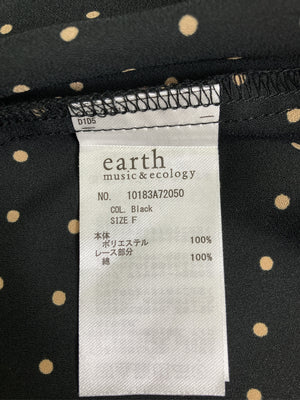 D1D5
earth
music&ecology
NO. 10183A72050
COL. Black
SIZE F
本体
ポリエステル 100%
レース部分
綿 100%